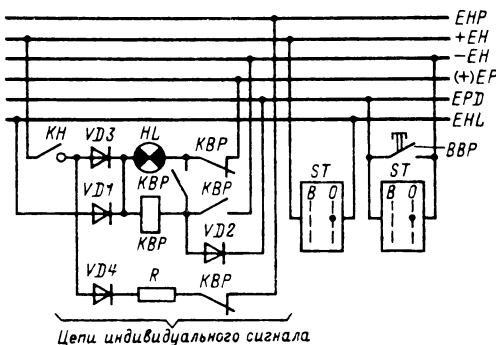 EHP
+EH
−EH
(+)EP
EPD
EHL
KH
VD3
HL
KBP
BBP
VD1
KBP
KBP
KBP
ST
B O
ST
B O
VD2
VD4
R
KBP
Цепи индивидуального сигнала